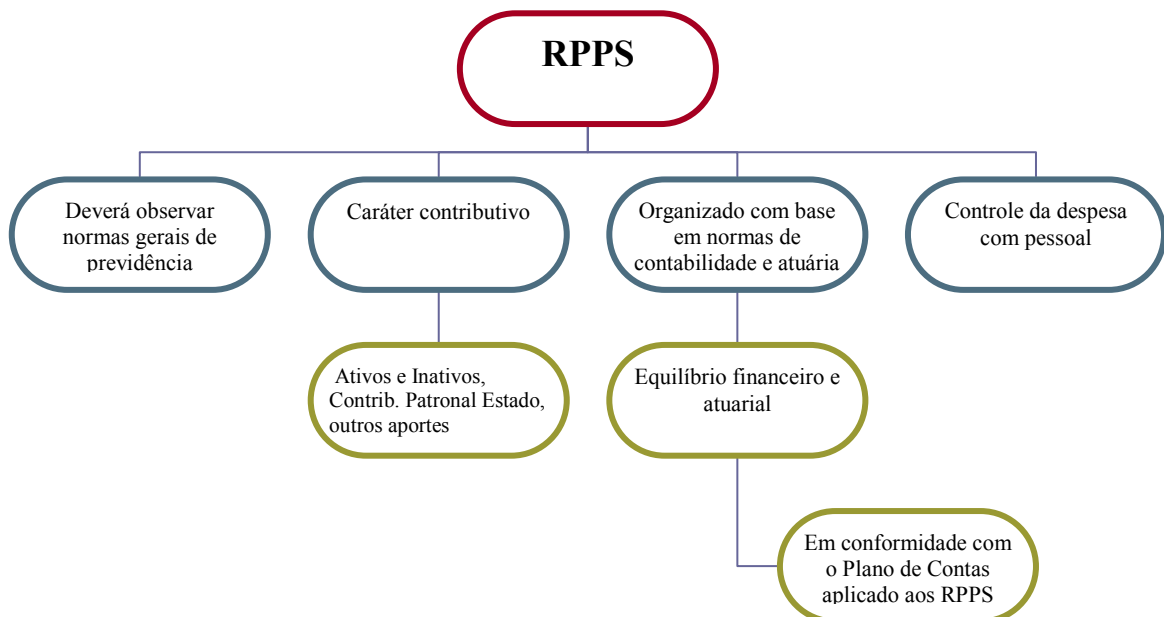 RPPS
Deverá observar
normas gerais de
previdência
Caráter contributivo
Organizado com base
em normas de
contabilidade e atuária
Controle da despesa
com pessoal
Ativos e Inativos,
Contrib. Patronal Estado,
outros aportes
Equilíbrio financeiro e
atuarial
Em conformidade com
o Plano de Contas
aplicado aos RPPS